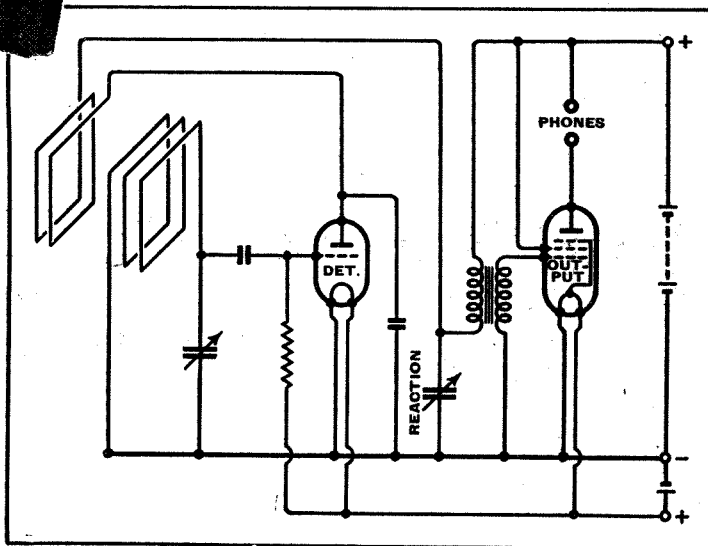 +
PHONES
DET.
OUT-
PUT
REACTION
-
+